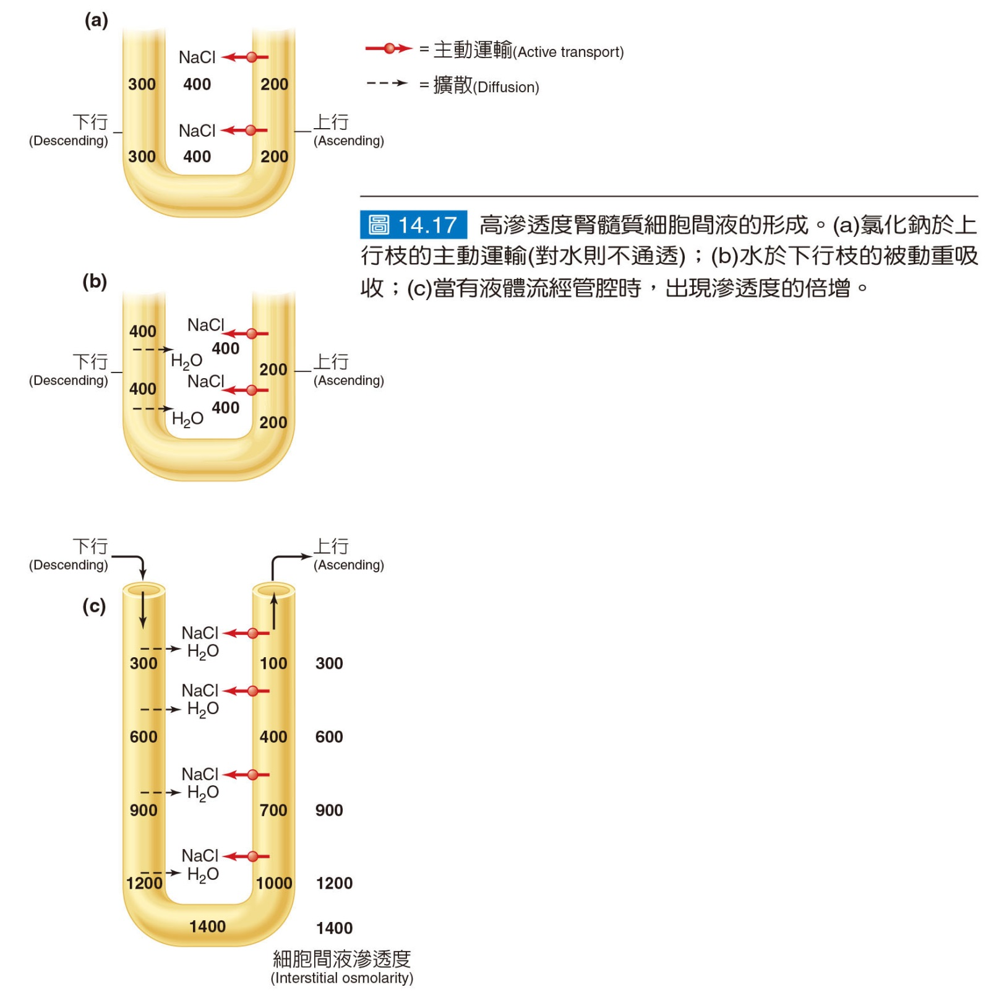 (a)
NaCl
300 400 200
下行
(Descending)
NaCl
上行
(Ascending)
300 400 200
= 主動運輸(Active transport)
= 擴散(Diffusion)
圖 14.17 高滲透度腎髓質細胞間液的形成。(a)氯化鈉於上
行枝的主動運輸(對水則不通透)；(b)水於下行枝的被動重吸
收；(c)當有液體流經管腔時，出現滲透度的倍增。
(b)
NaCl
400
400
H₂O
下行
(Descending)
200
上行
(Ascending)
NaCl
400
400
H₂O
200
下行
(Descending)
上行
(Ascending)
(c)
NaCl
H₂O
300 100 300
NaCl
H₂O
600 400 600
NaCl
H₂O
900 700 900
NaCl
H₂O
1200 1000 1200
1400 1400
細胞間液滲透度
(Interstitial osmolarity)